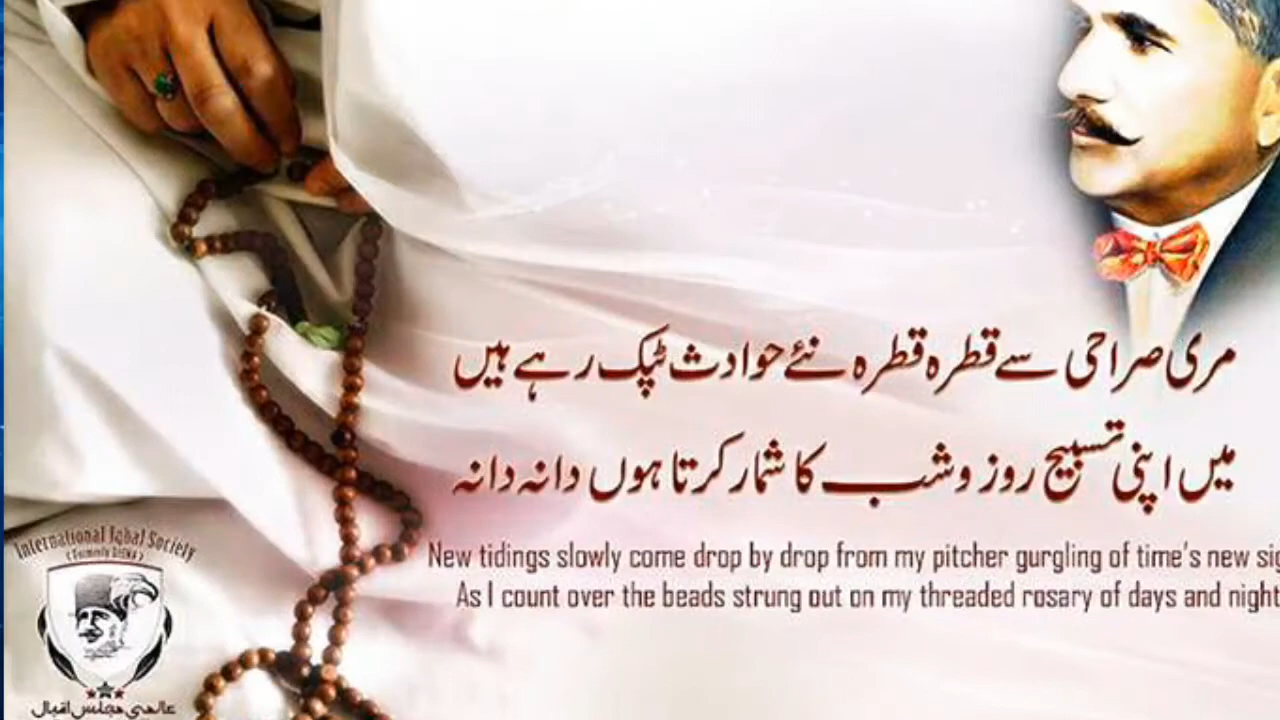 مری صراحی سے قطرہ قطرہ نئے حوادث ٹپک رہے ہیں
میں اپنی تسبیح روز و شب کا شمار کرتا ہوں دانہ دانہ
New tidings slowly come drop by drop from my pitcher gurgling of time's new sig
As I count over the beads strung out on my threaded rosary of days and night
International Iqbal Society
(Formerly DISNA)
عالمی مجلس اقبال